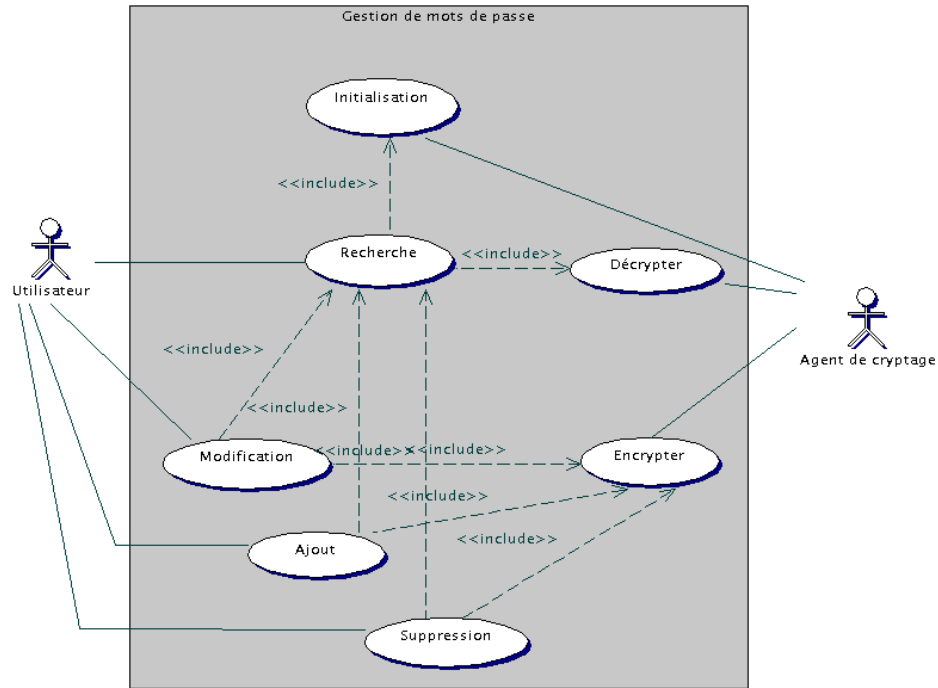 Gestion de mots de passe
Initialisation
<<include>>
Recherche
<<include>>
Décrypter
Utilisateur
Agent de cryptage
<<include>>
<<include>>
Modification
<<include>>
<<include>>
Encrypter
<<include>>
<<include>>
Ajout
Suppression